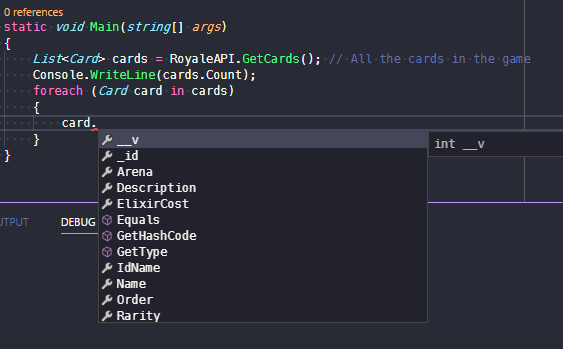 0 references
static void Main(string[] args)
{
List<Card> cards = RoyaleAPI.GetCards(); // All the cards in the game
Console.WriteLine(cards.Count);
foreach (Card card in cards)
{
card.
__v
int __v
_id
Arena
Description
ElixirCost
Equals
GetHashCode
GetType
IdName
Name
Order
Rarity
}
}
UTPUT
DEBUG